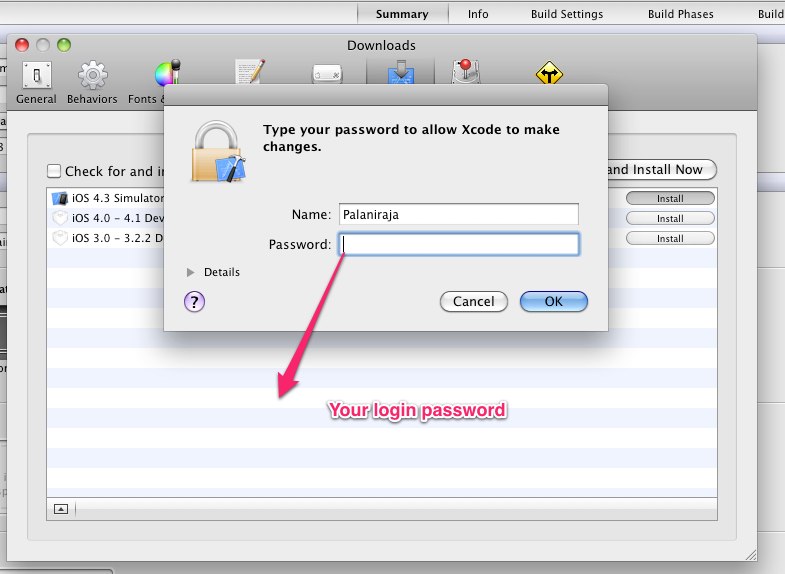 Summary Info Build Settings Build Phases Build
Downloads
General Behaviors Fonts &
Type your password to allow Xcode to make
changes.
Check for and in
and Install Now
Name: Palaniraja
Password:
Details
?
Cancel OK
iOS 4.3 Simulator Install
iOS 4.0 – 4.1 Dev Install
iOS 3.0 – 3.2.2 D Install
Your login password